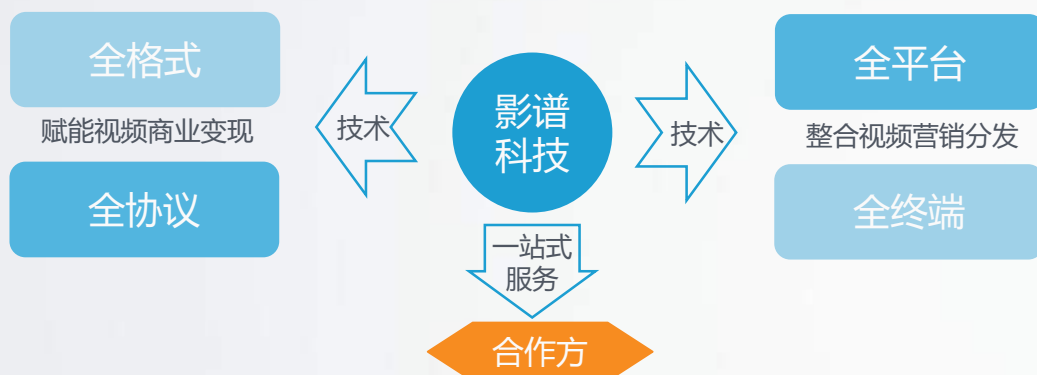 全格式
赋能视频商业变现
全协议
技术
影谱
科技
技术
全平台
整合视频营销分发
全终端
一站式
服务
合作方